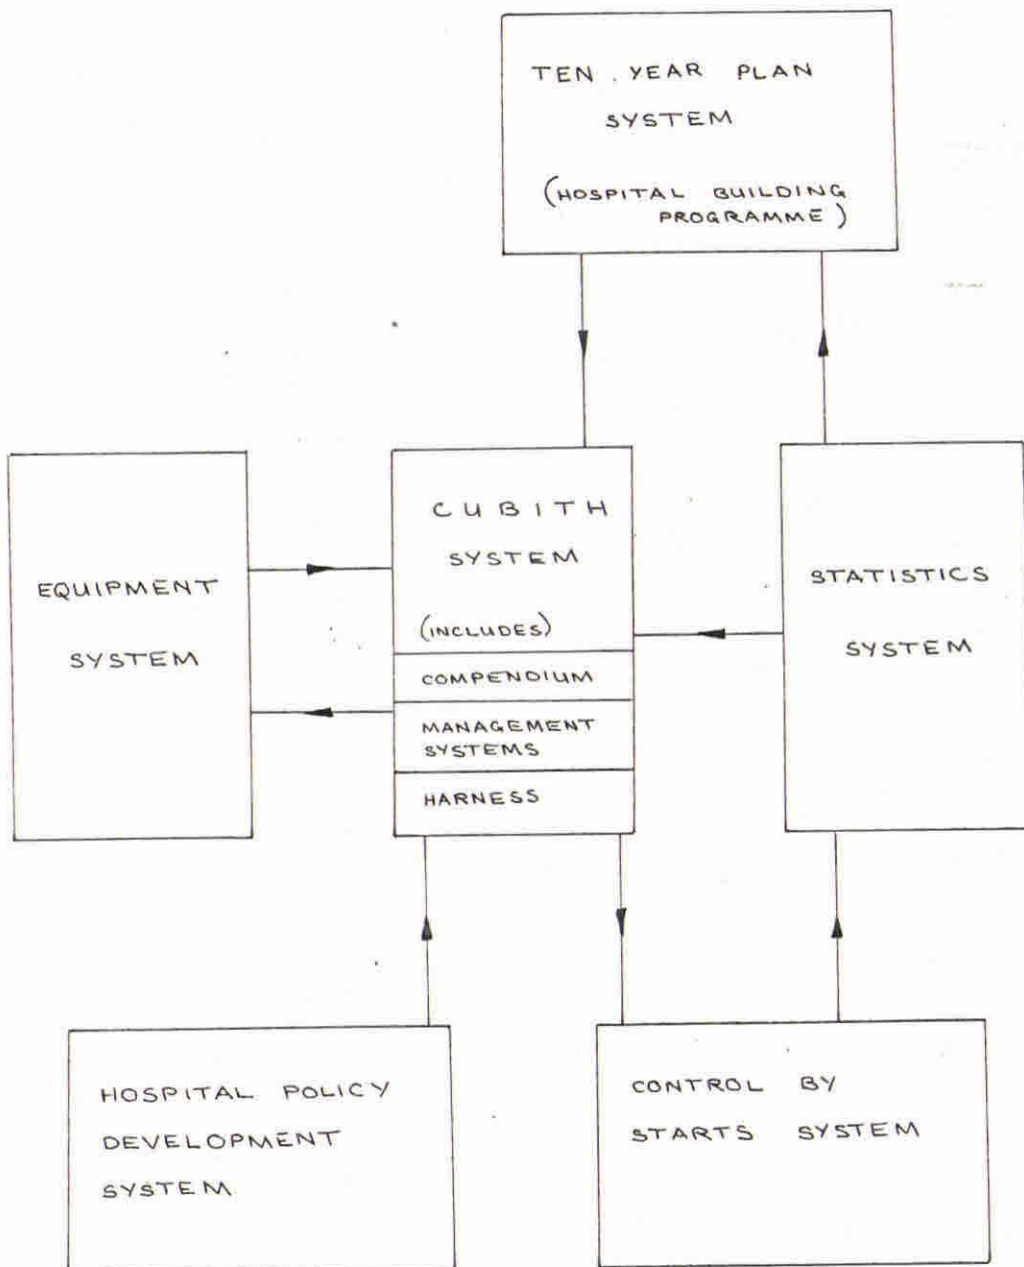 TEN . YEAR PLAN
SYSTEM
(HOSPITAL BUILDING
PROGRAMME)
EQUIPMENT
SYSTEM
CUBITH
SYSTEM
(INCLUDES)
COMPENDIUM
MANAGEMENT
SYSTEMS
HARNESS
STATISTICS
SYSTEM
HOSPITAL POLICY
DEVELOPMENT
SYSTEM
CONTROL BY
STARTS SYSTEM